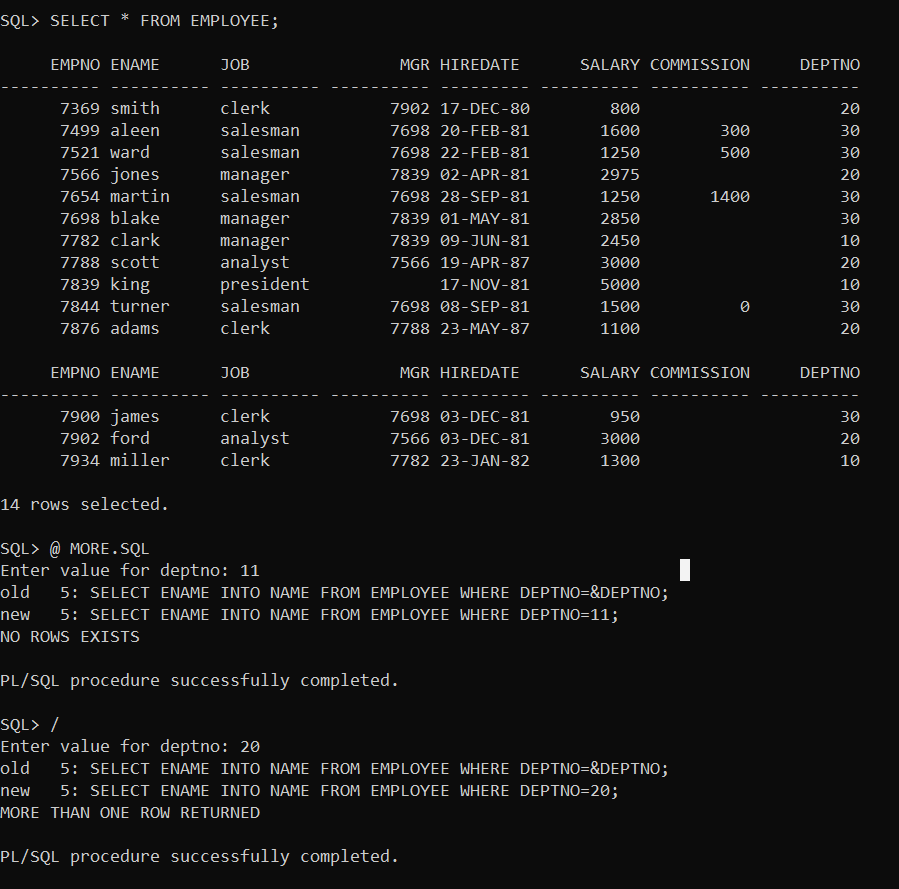 SQL> SELECT * FROM EMPLOYEE;

     EMPNO ENAME      JOB               MGR HIREDATE      SALARY COMMISSION     DEPTNO
---------- ---------- ---------- ---------- --------- ---------- ---------- ----------
      7369 smith      clerk            7902 17-DEC-80        800                    20
      7499 aleen      salesman         7698 20-FEB-81       1600        300         30
      7521 ward       salesman         7698 22-FEB-81       1250        500         30
      7566 jones      manager          7839 02-APR-81       2975                    20
      7654 martin     salesman         7698 28-SEP-81       1250       1400         30
      7698 blake      manager          7839 01-MAY-81       2850                    30
      7782 clark      manager          7839 09-JUN-81       2450                    10
      7788 scott      analyst          7566 19-APR-87       3000                    20
      7839 king       president             17-NOV-81       5000                    10
      7844 turner     salesman         7698 08-SEP-81       1500          0         30
      7876 adams      clerk            7788 23-MAY-87       1100                    20

     EMPNO ENAME      JOB               MGR HIREDATE      SALARY COMMISSION     DEPTNO
---------- ---------- ---------- ---------- --------- ---------- ---------- ----------
      7900 james      clerk            7698 03-DEC-81        950                    30
      7902 ford       analyst          7566 03-DEC-81       3000                    20
      7934 miller     clerk            7782 23-JAN-82       1300                    10

14 rows selected.

SQL> @ MORE.SQL
Enter value for deptno: 11
old   5: SELECT ENAME INTO NAME FROM EMPLOYEE WHERE DEPTNO=&DEPTNO;
new   5: SELECT ENAME INTO NAME FROM EMPLOYEE WHERE DEPTNO=11;
NO ROWS EXISTS

PL/SQL procedure successfully completed.

SQL> /
Enter value for deptno: 20
old   5: SELECT ENAME INTO NAME FROM EMPLOYEE WHERE DEPTNO=&DEPTNO;
new   5: SELECT ENAME INTO NAME FROM EMPLOYEE WHERE DEPTNO=20;
MORE THAN ONE ROW RETURNED

PL/SQL procedure successfully completed.